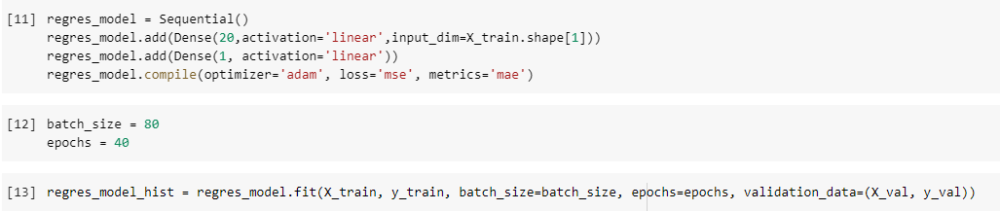 [11] regres_model = Sequential()
regres_model.add(Dense(20,activation='linear',input_dim=X_train.shape[1]))
regres_model.add(Dense(1, activation='linear'))
regres_model.compile(optimizer='adam', loss='mse', metrics='mae')
[12] batch_size = 80
epochs = 40
[13] regres_model_hist = regres_model.fit(X_train, y_train, batch_size=batch_size, epochs=epochs, validation_data=(X_val, y_val))